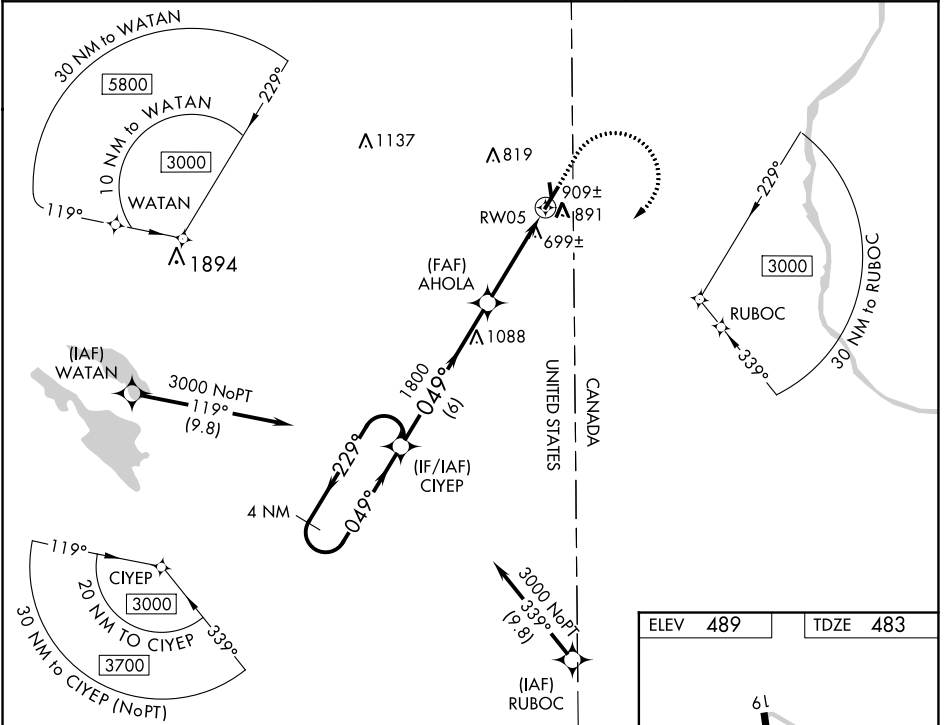 30 NM to WATAN
5800
229°
10 NM to WATAN
3000
WATAN
119°
1894
1137
819
909±
RW05
891
699±
229°
3000
RUBOC
339°
30 NM to RUBOC
(FAF)
AHOLA
1088
(IAF)
WATAN
3000 NoPT
119°
(9.8)
1800
049°
(6)
UNITED STATES
CANADA
229°
049°
(IF/IAF)
CIYEP
4 NM
119°
CIYEP
3000
20 NM TO CIYEP
339°
3700
30 NM to CIYEP (NoPT)
3000 NoPT
339°
(9.8)
(IAF)
RUBOC
ELEV 489
TDZE 483
19